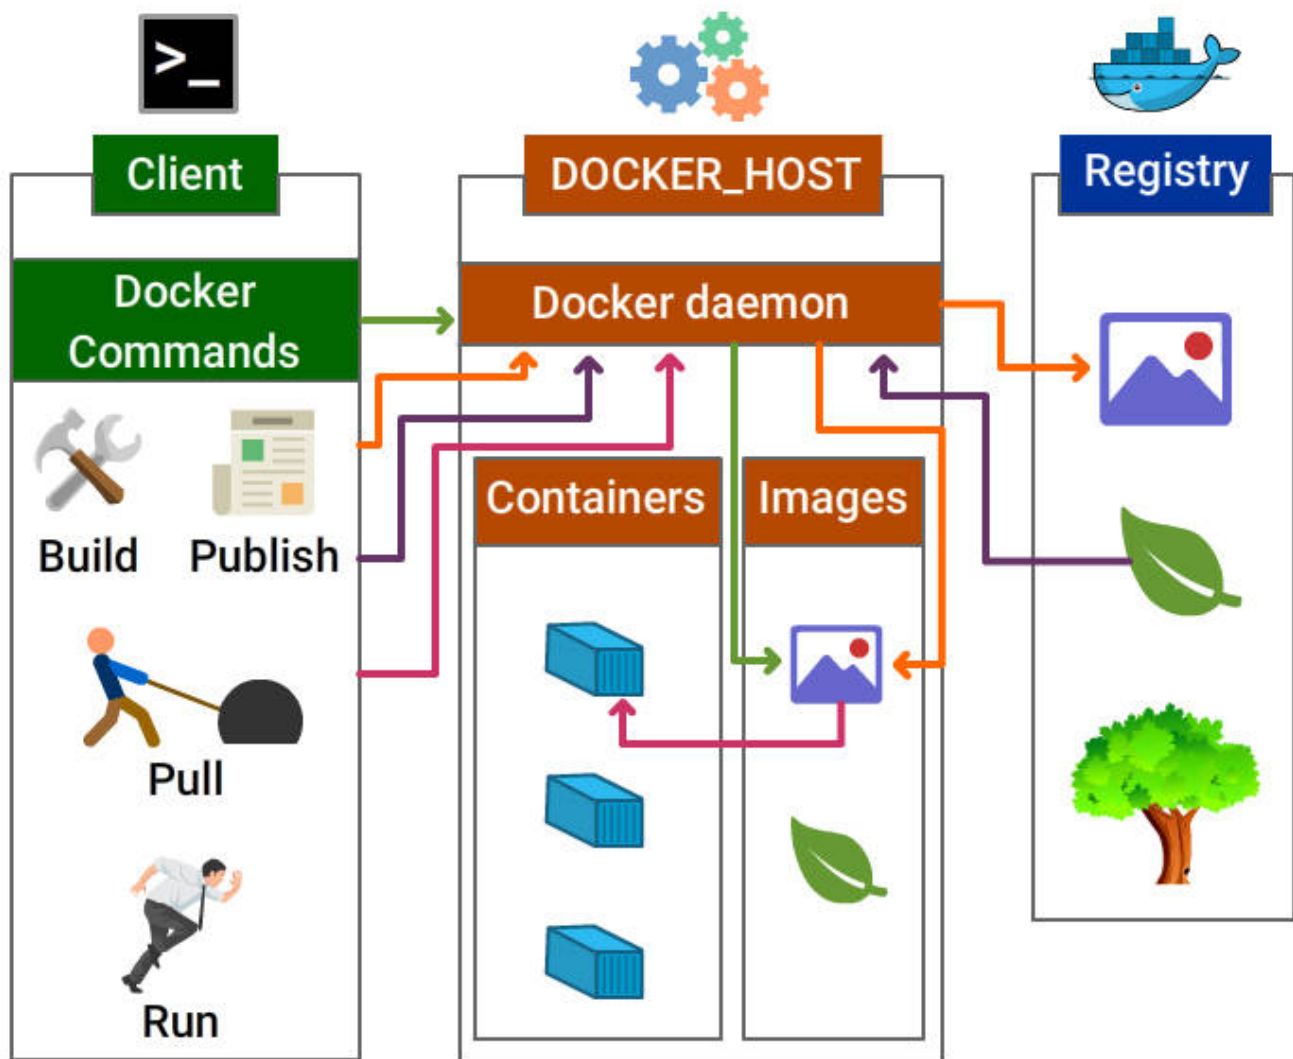 >_
Client
DOCKER_HOST
Registry
Docker
Commands
Docker daemon
Build
Publish
Containers
Images
Pull
Run